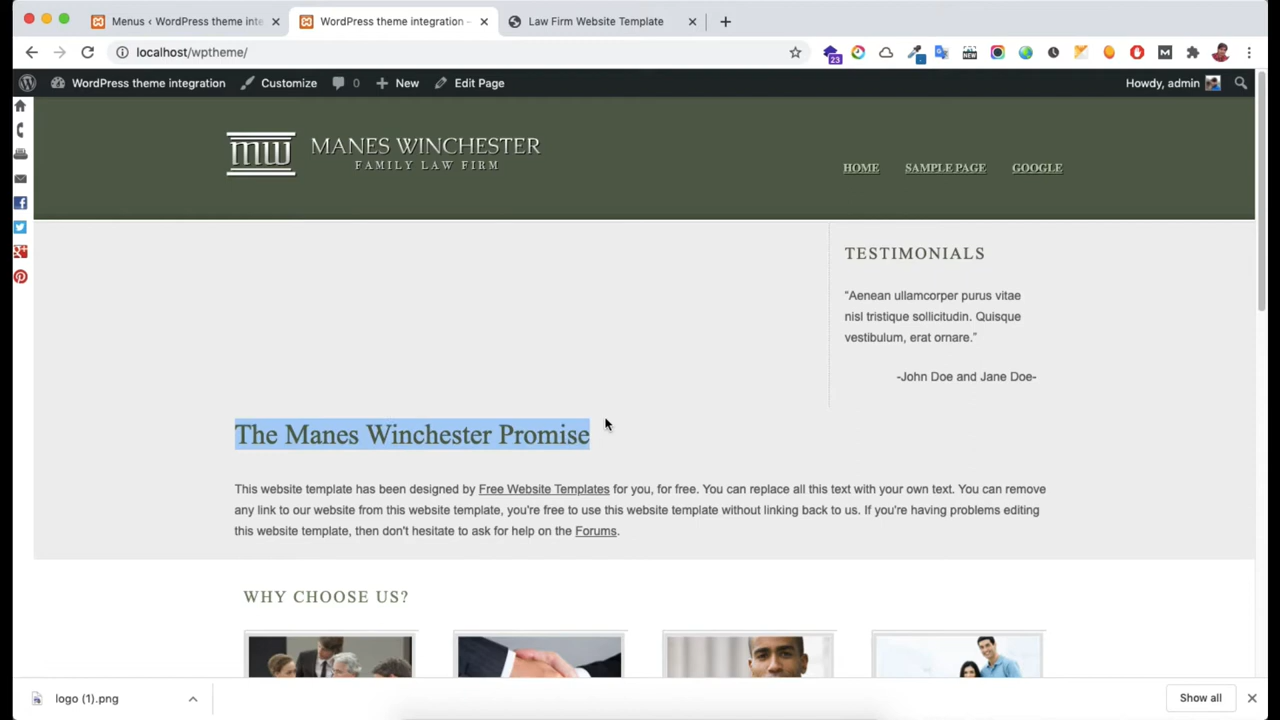 Menus ‹ WordPress theme inte
WordPress theme integration –
Law Firm Website Template
localhost/wptheme/
23
NEW
M
WordPress theme integration
Customize
0
New
Edit Page
Howdy, admin
MW
MANES WINCHESTER
FAMILY LAW FIRM
HOME
SAMPLE PAGE
GOOGLE
TESTIMONIALS
“Aenean ullamcorper purus vitae
nisl tristique sollicitudin. Quisque
vestibulum, erat ornare.”
-John Doe and Jane Doe-
The Manes Winchester Promise
This website template has been designed by Free Website Templates for you, for free. You can replace all this text with your own text. You can remove
any link to our website from this website template, you're free to use this website template without linking back to us. If you're having problems editing
this website template, then don't hesitate to ask for help on the Forums.
WHY CHOOSE US?
logo (1).png
Show all